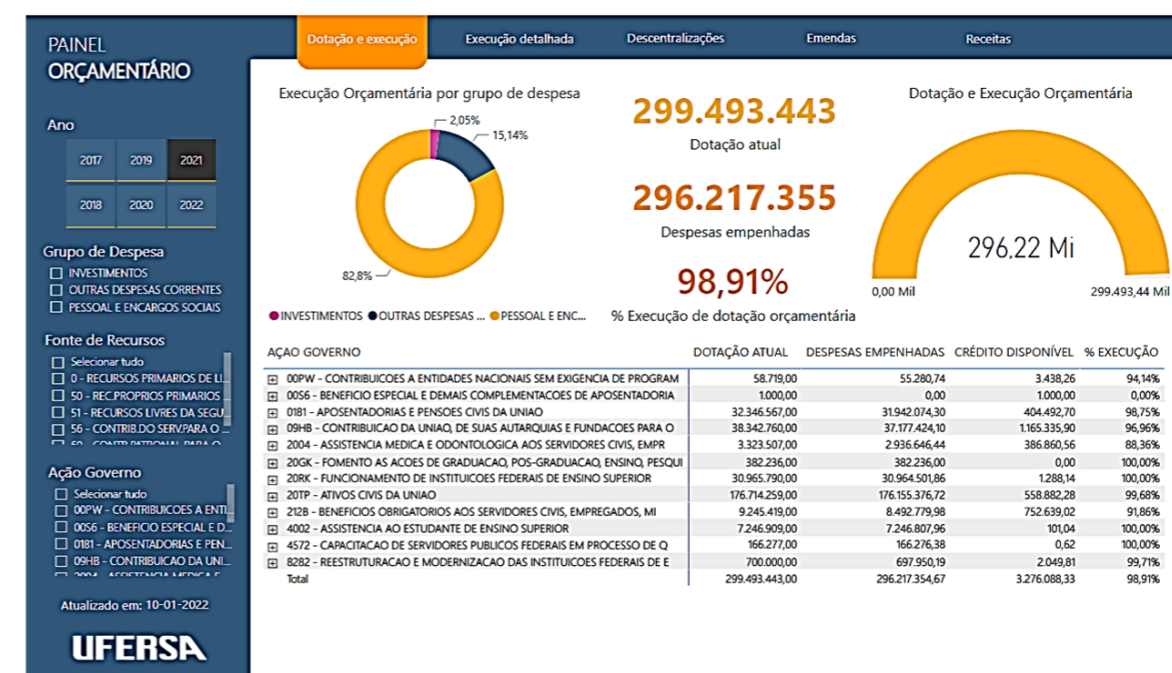 PAINEL
ORÇAMENTÁRIO
Ano
2017 2019 2021
2018 2020 2022
Grupo de Despesa
INVESTIMENTOS
OUTRAS DESPESAS CORRENTES
PESSOAL E ENCARGOS SOCIAIS
Fonte de Recursos
Selecionar tudo
0 - RECURSOS PRIMARIOS DE LI...
50 - REC.PROPRIOS PRIMARIOS
51 - RECURSOS LIVRES DA SEGU
56 - CONTRIB.DO SERV.PARA O ...
60 - CONTR.PATRONAL PARA O
Ação Governo
Selecionar tudo
00PW - CONTRIBUICOES A ENTI...
00S6 - BENEFICIO ESPECIAL E D...
0181 - APOSENTADORIAS E PEN...
09HB - CONTRIBUICAO DA UNI...
2004 - ASSISTENCIA MEDICA E
Atualizado em: 10-01-2022
UFERSA
Dotação e execução Execução detalhada Descentralizações Emendas Receitas
Execução Orçamentária por grupo de despesa
2,05%
15,14%
82,8%
INVESTIMENTOS OUTRAS DESPESAS ... PESSOAL E ENC...
299.493.443
Dotação atual
296.217.355
Despesas empenhadas
98,91%
% Execução de dotação orçamentária
Dotação e Execução Orçamentária
296,22 Mi
0,00 Mil 299.493,44 Mil
AÇAO GOVERNO DOTAÇÃO ATUAL DESPESAS EMPENHADAS CRÉDITO DISPONÍVEL % EXECUÇÃO
00PW - CONTRIBUICOES A ENTIDADES NACIONAIS SEM EXIGENCIA DE PROGRAM 58.719,00 55.280,74 3.438,26 94,14%
00S6 - BENEFICIO ESPECIAL E DEMAIS COMPLEMENTACOES DE APOSENTADORIA 1.000,00 0,00 1.000,00 0,00%
0181 - APOSENTADORIAS E PENSOES CIVIS DA UNIAO 32.346.567,00 31.942.074,30 404.492,70 98,75%
09HB - CONTRIBUICAO DA UNIAO, DE SUAS AUTARQUIAS E FUNDACOES PARA O 38.342.760,00 37.177.424,10 1.165.335,90 96,96%
2004 - ASSISTENCIA MEDICA E ODONTOLOGICA AOS SERVIDORES CIVIS, EMPR 3.323.507,00 2.936.646,44 386.860,56 88,36%
20GK - FOMENTO AS ACOES DE GRADUACAO, POS-GRADUACAO, ENSINO, PESQUI 382.236,00 382.236,00 0,00 100,00%
20RK - FUNCIONAMENTO DE INSTITUICOES FEDERAIS DE ENSINO SUPERIOR 30.965.790,00 30.964.501,86 1.288,14 100,00%
20TP - ATIVOS CIVIS DA UNIAO 176.714.259,00 176.155.376,72 558.882,28 99,68%
212B - BENEFICIOS OBRIGATORIOS AOS SERVIDORES CIVIS, EMPREGADOS, MI 9.245.419,00 8.492.779,98 752.639,02 91,86%
4002 - ASSISTENCIA AO ESTUDANTE DE ENSINO SUPERIOR 7.246.909,00 7.246.807,96 101,04 100,00%
4572 - CAPACITACAO DE SERVIDORES PUBLICOS FEDERAIS EM PROCESSO DE Q 166.277,00 166.276,38 0,62 100,00%
8282 - REESTRUTURACAO E MODERNIZACAO DAS INSTITUICOES FEDERAIS DE E 700.000,00 697.950,19 2.049,81 99,71%
Total 299.493.443,00 296.217.354,67 3.276.088,33 98,91%